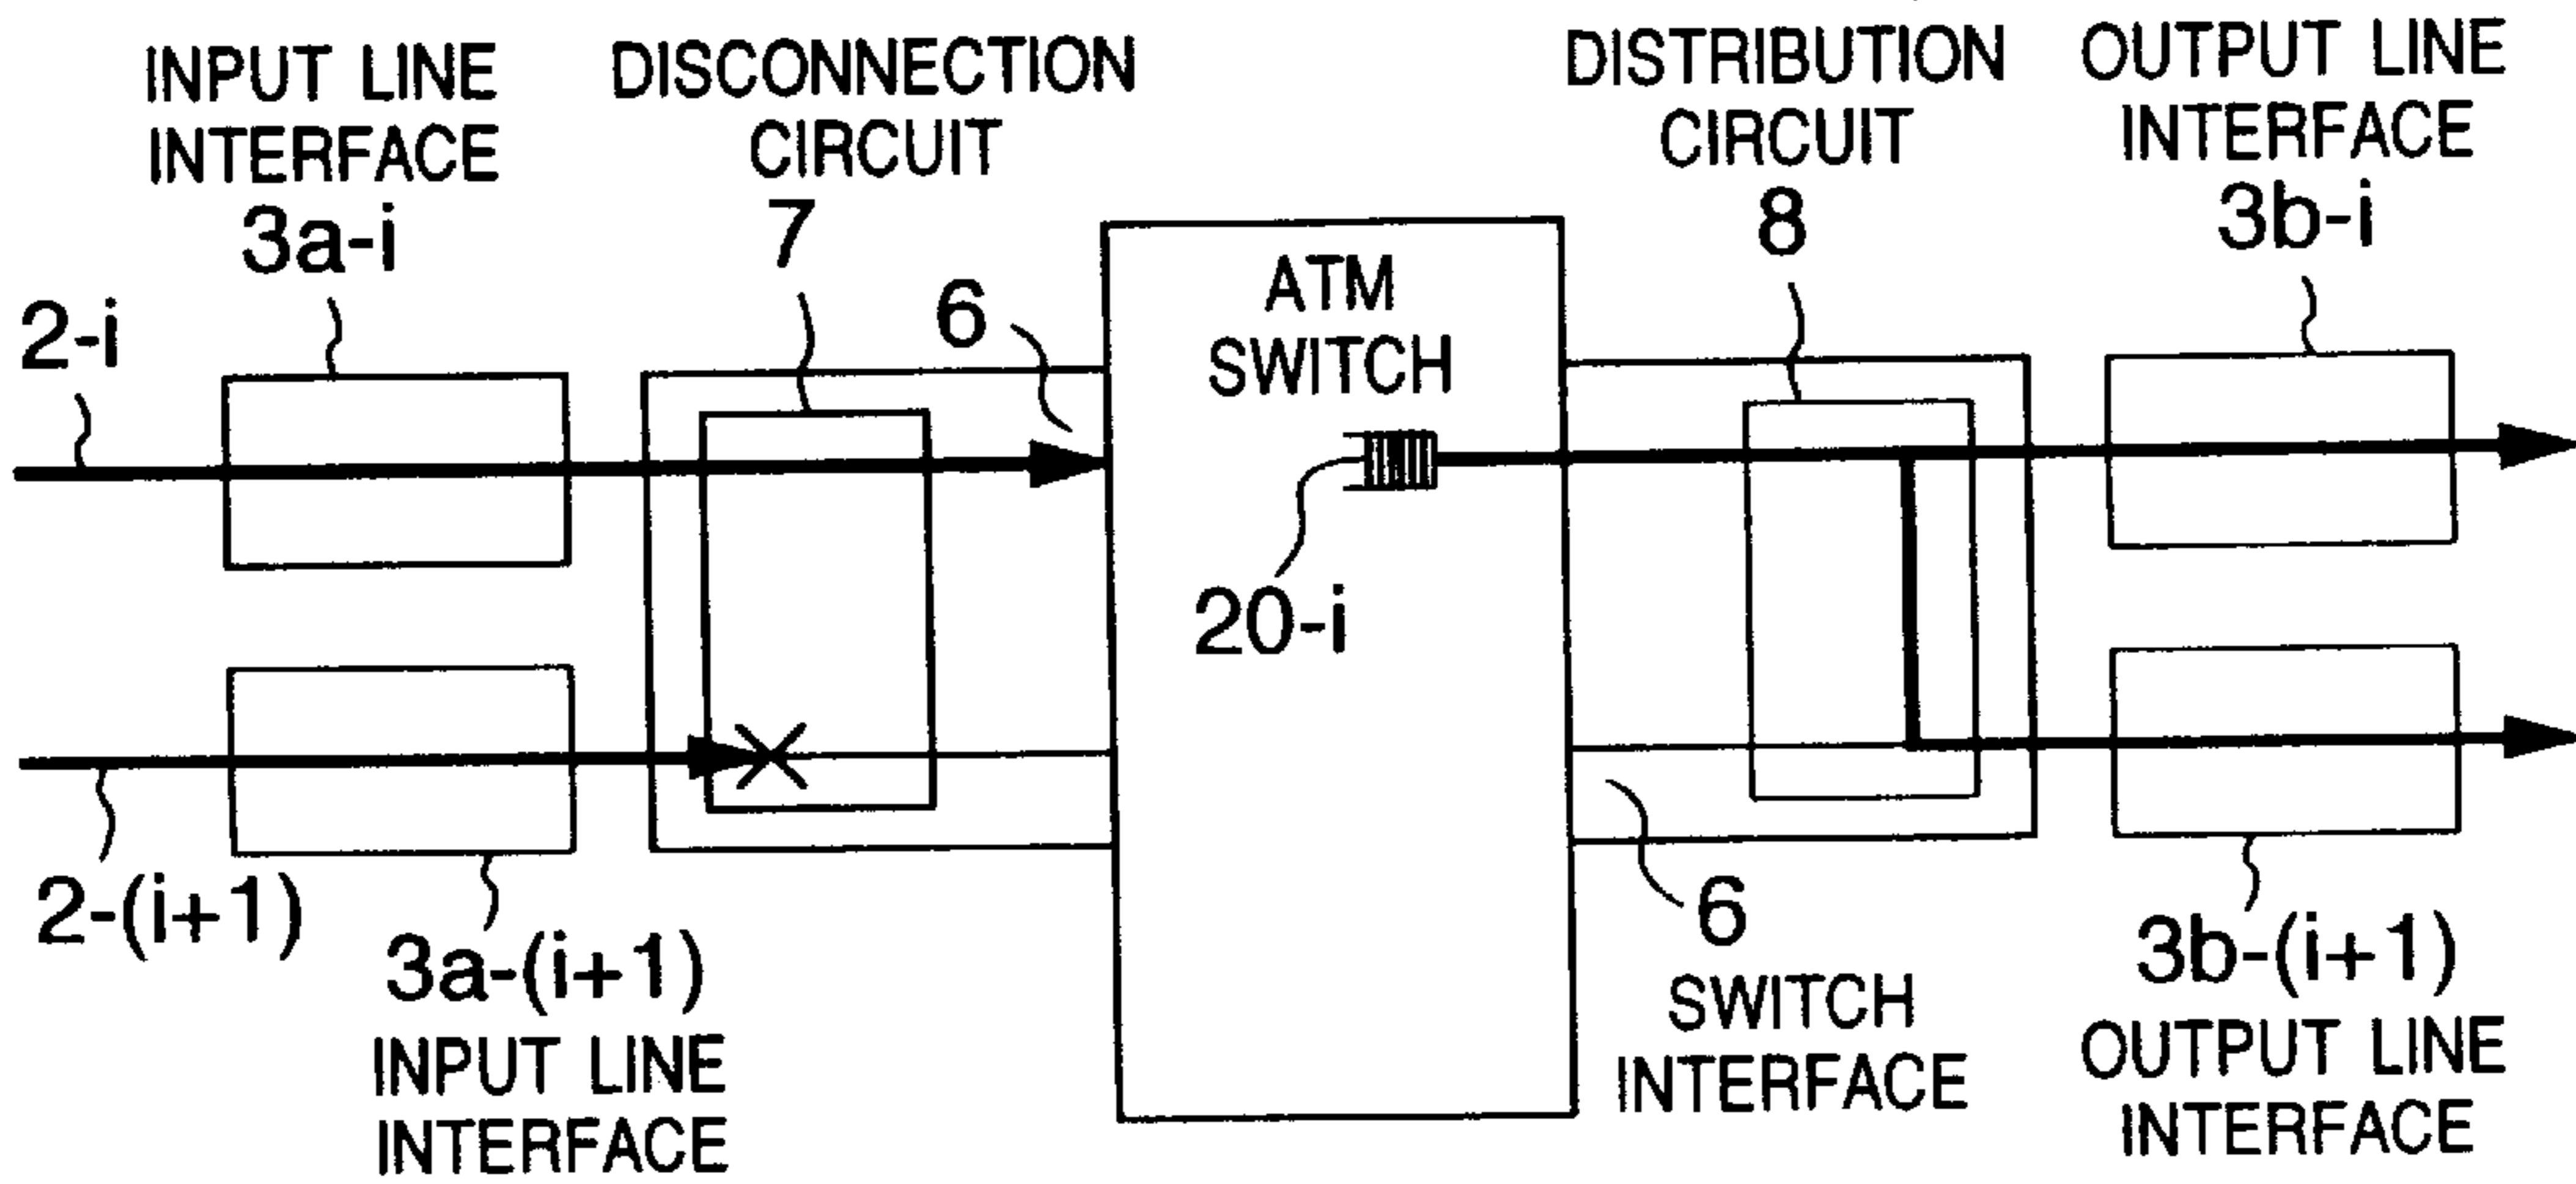 INPUT LINE
INTERFACE
3a-i
DISCONNECTION
CIRCUIT
7
DISTRIBUTION
CIRCUIT
8
OUTPUT LINE
INTERFACE
3b-i
2-i
6
ATM
SWITCH
20-i
2-(i+1)
3a-(i+1)
INPUT LINE
INTERFACE
6
SWITCH
INTERFACE
3b-(i+1)
OUTPUT LINE
INTERFACE